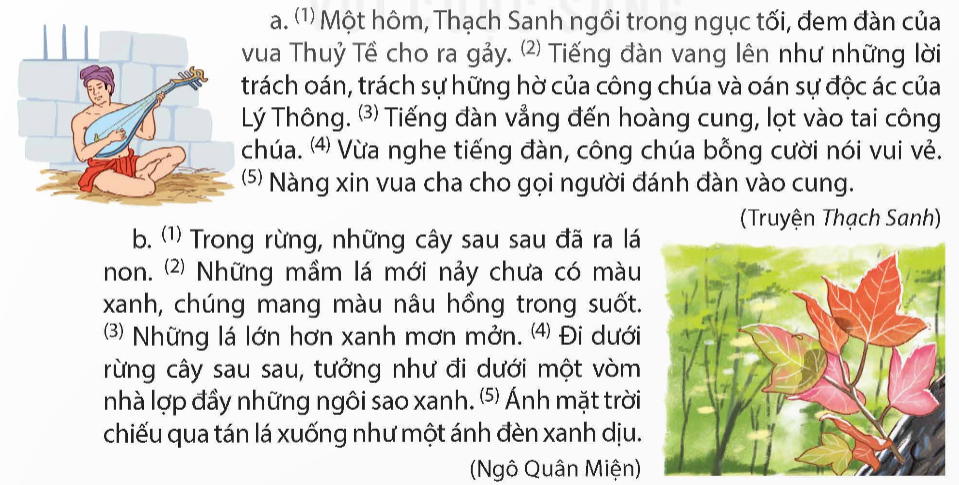 a. (1) Một hôm, Thạch Sanh ngồi trong ngục tối, đem đàn của
vua Thuỷ Tề cho ra gảy. (2) Tiếng đàn vang lên như những lời
trách oán, trách sự hững hờ của công chúa và oán sự độc ác của
Lý Thông. (3) Tiếng đàn vẳng đến hoàng cung, lọt vào tai công
chúa. (4) Vừa nghe tiếng đàn, công chúa bỗng cười nói vui vẻ.
(5) Nàng xin vua cha cho gọi người đánh đàn vào cung.
(Truyện Thạch Sanh)
b. (1) Trong rừng, những cây sau sau đã ra lá
non. (2) Những mầm lá mới nảy chưa có màu
xanh, chúng mang màu nâu hồng trong suốt.
(3) Những lá lớn hơn xanh mơn mởn. (4) Đi dưới
rừng cây sau sau, tưởng như đi dưới một vòm
nhà lợp đầy những ngôi sao xanh. (5) Ánh mặt trời
chiếu qua tán lá xuống như một ánh đèn xanh dịu.
(Ngô Quân Miện)